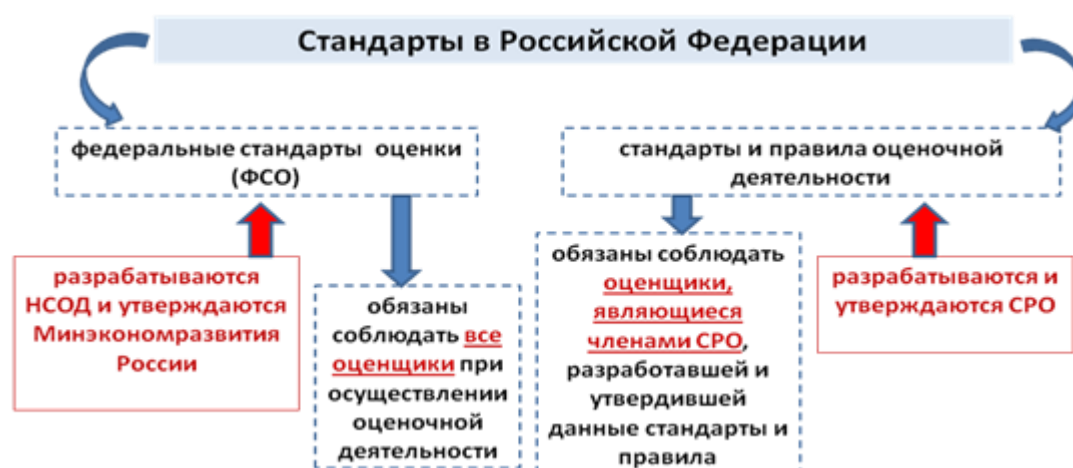 Стандарты в Российской Федерации
федеральные стандарты оценки
(ФСО)
стандарты и правила оценочной
деятельности
разрабатываются
НСОД и утверждаются
Минэкономразвития
России
обязаны
соблюдать все
оценщики при
осуществлении
оценочной
деятельности
обязаны соблюдать
оценщики,
являющиеся
членами СРО,
разработавшей и
утвердившей
данные стандарты и
правила
разрабатываются и
утверждаются СРО